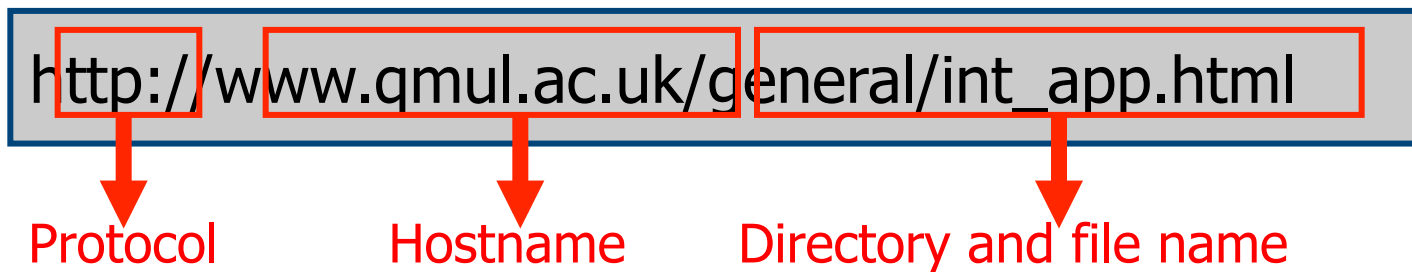 http://www.qmul.ac.uk/general/int_app.html
Protocol Hostname Directory and file name